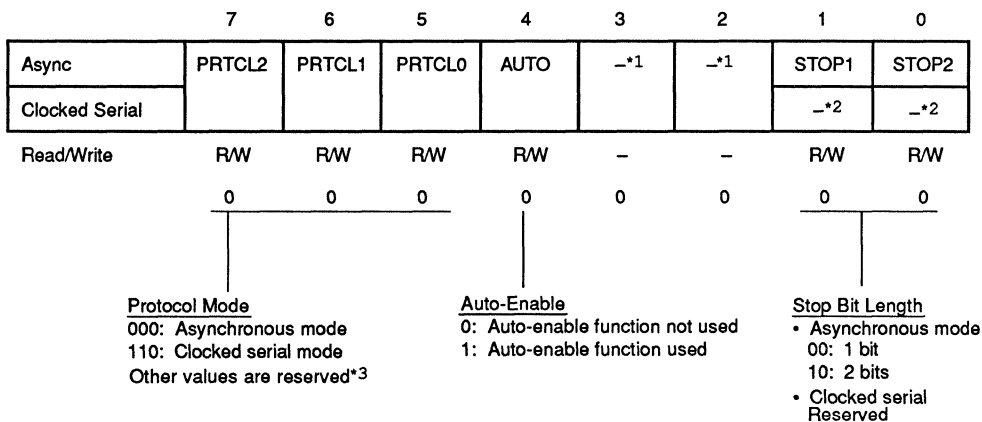 7 6 5 4 3 2 1 0
Async PRTCL2 PRTCL1 PRTCL0 AUTO –*1 –*1 STOP1 STOP2
Clocked Serial –*2 –*2
Read/Write R/W R/W R/W R/W – – R/W R/W
0 0 0 0 0 0 0 0
Protocol Mode
000: Asynchronous mode
110: Clocked serial mode
Other values are reserved*3
Auto-Enable
0: Auto-enable function not used
1: Auto-enable function used
Stop Bit Length
• Asynchronous mode
00: 1 bit
10: 2 bits
• Clocked serial
Reserved